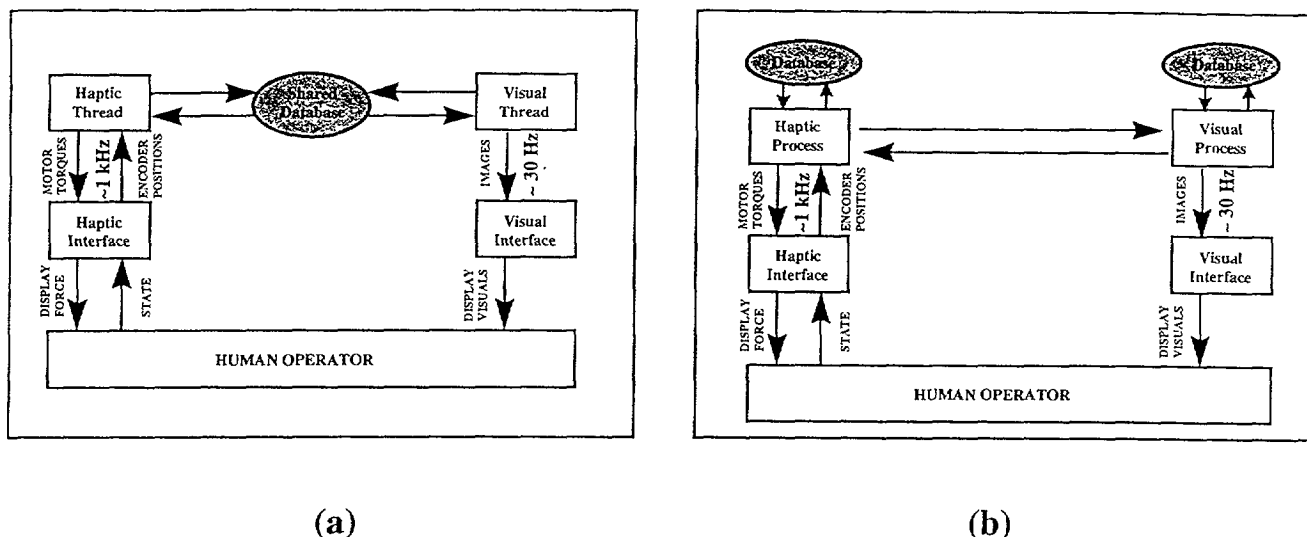 Haptic
Thread
Shared
Database
Visual
Thread
MOTOR
TORQUES
~1 kHz
ENCODER
POSITIONS
IMAGES
~ 30 Hz
Haptic
Interface
Visual
Interface
DISPLAY
FORCE
STATE
DISPLAY
VISUALS
HUMAN OPERATOR
(a)
Database
Database
Haptic
Process
Visual
Process
MOTOR
TORQUES
~1 kHz
ENCODER
POSITIONS
IMAGES
~ 30 Hz
Haptic
Interface
Visual
Interface
DISPLAY
FORCE
STATE
DISPLAY
VISUALS
HUMAN OPERATOR
(b)